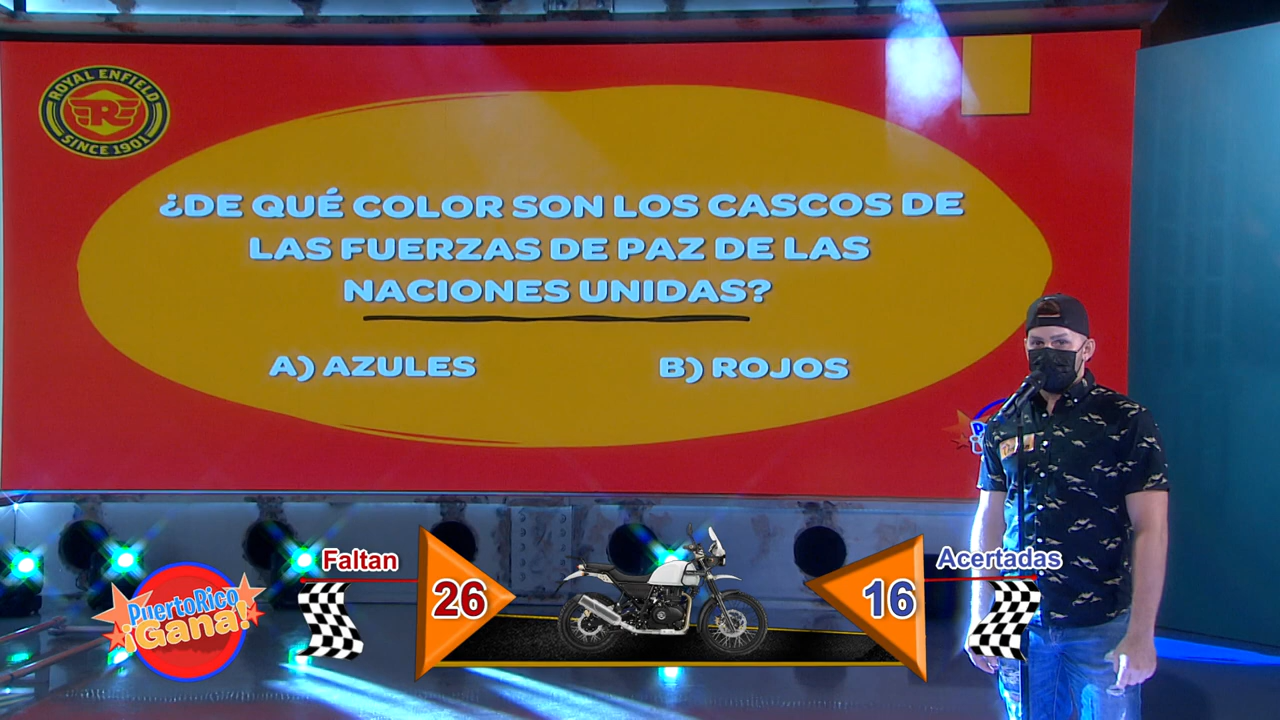 ROYAL ENFIELD
R
SINCE 1901
¿DE QUÉ COLOR SON LOS CASCOS DE
LAS FUERZAS DE PAZ DE LAS
NACIONES UNIDAS?
A) AZULES
B) ROJOS
Faltan
26
16
Acertadas
PuertoRico
¡Gana!